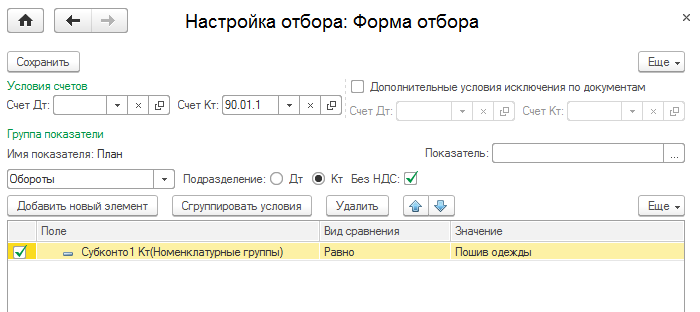 Настройка отбора: Форма отбора
Сохранить Еще
Условия счетов Дополнительные условия исключения по документам
Счет Дт: Счет Кт: 90.01.1 Счет Дт: Счет Кт:
Группа показатели
Имя показателя: План Показатель: ...
Обороты Подразделение: Дт Кт Без НДС:
Добавить новый элемент Сгруппировать условия Удалить Еще
Поле Вид сравнения Значение
Субконто1 Кт(Номенклатурные группы) Равно Пошив одежды